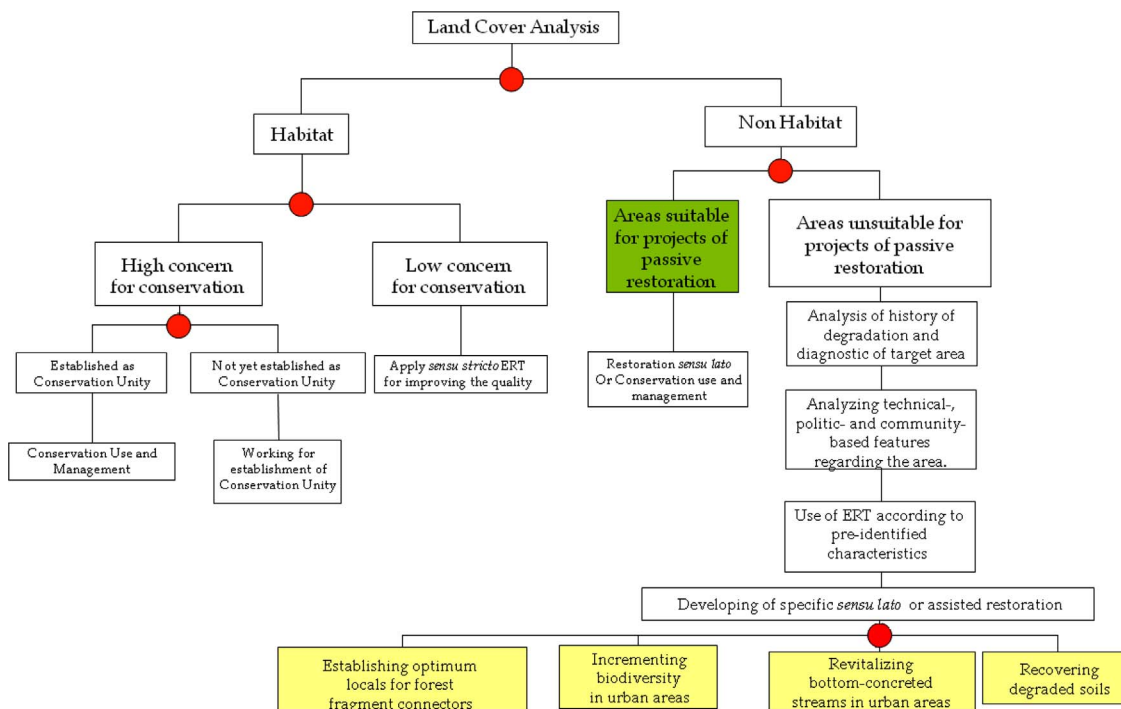 Land Cover Analysis
Habitat
Non Habitat
High concern
for conservation
Low concern
for conservation
Areas suitable
for projects of
passive
restoration
Areas unsuitable for
projects of passive
restoration
Established as
Conservation Unity
Not yet established as
Conservation Unity
Apply sensu stricto ERT
for improving the quality
Restoration sensu lato
Or Conservation use and
management
Analysis of history of
degradation and
diagnostic of target area
Conservation Use and
Management
Working for
establishment of
Conservation Unity
Analyzing technical-,
politic- and community-
based features
regarding the area.
Use of ERT according to
pre-identified
characteristics
Developing of specific sensu lato or assisted restoration
Establishing optimum
locals for forest
fragment connectors
Incrementing
biodiversity
in urban areas
Revitalizing
bottom-concreted
streams in urban areas
Recovering
degraded soils